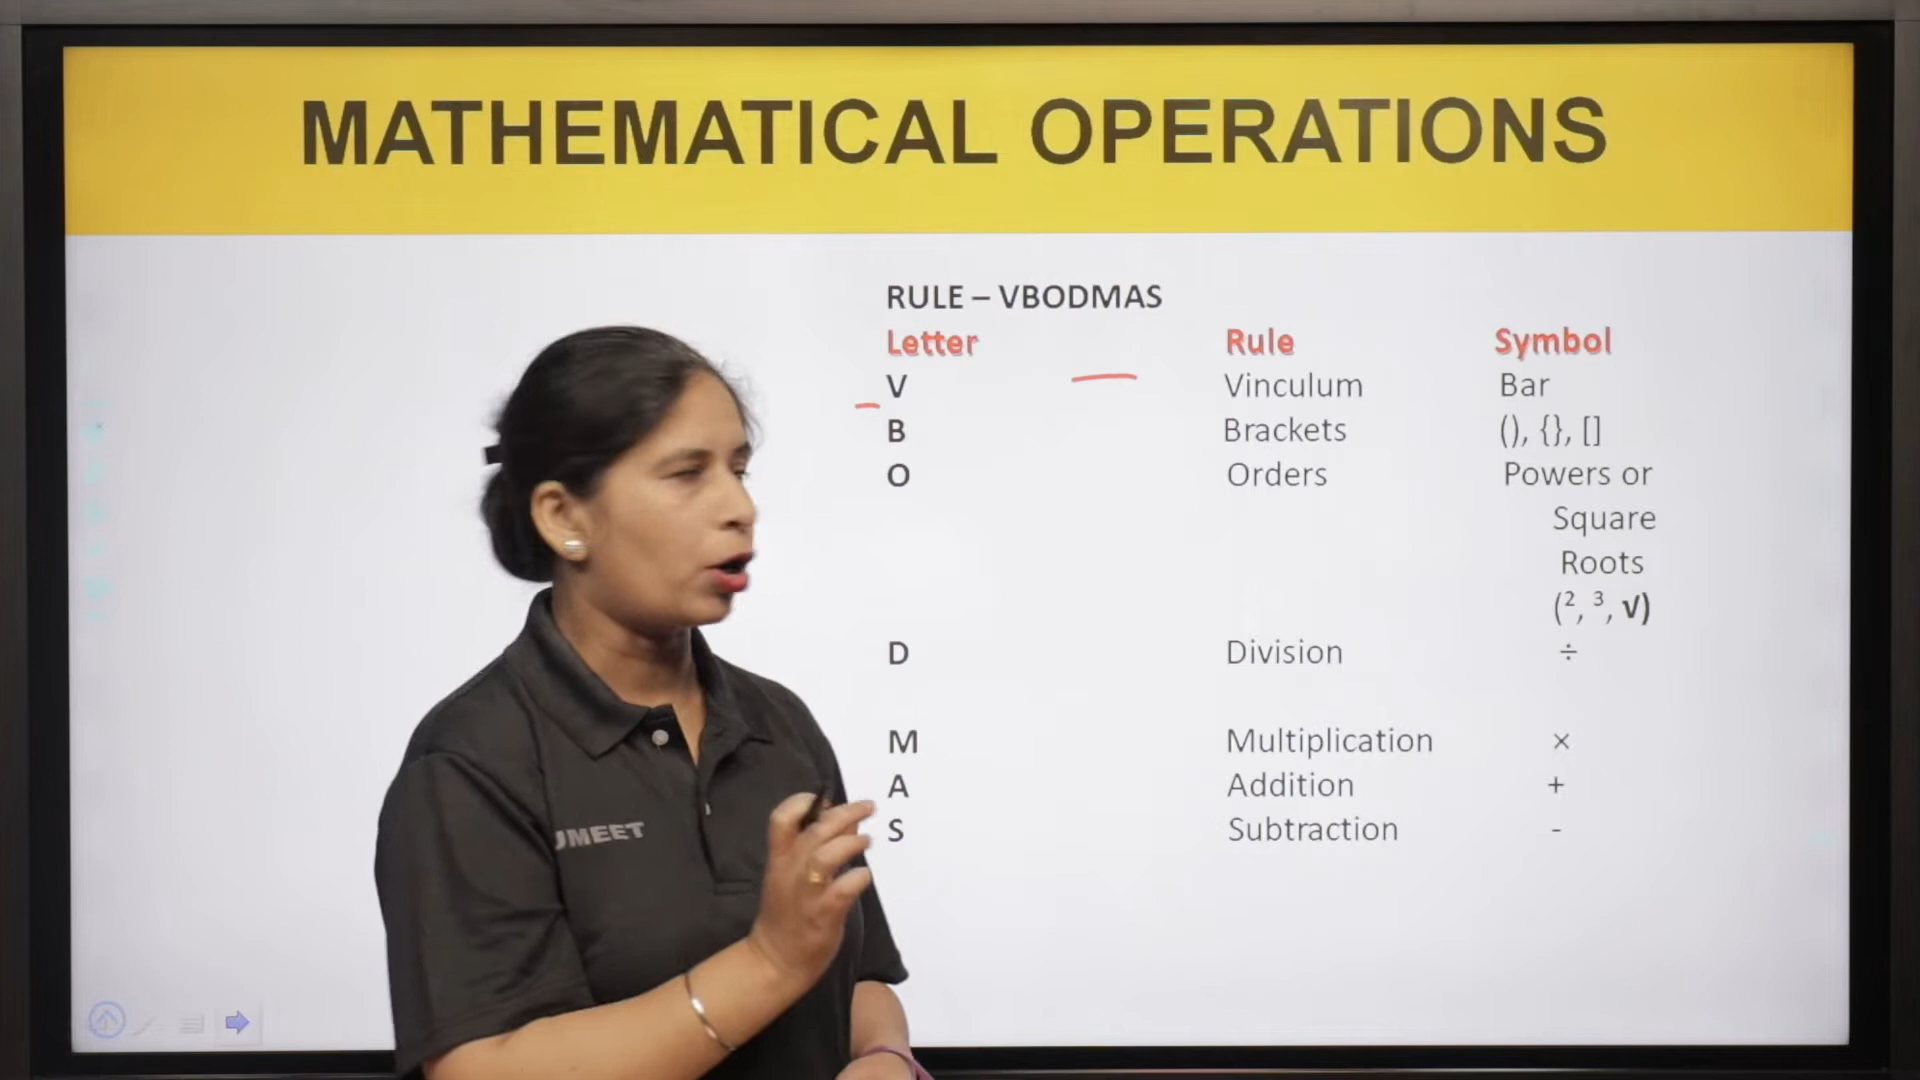 MATHEMATICAL OPERATIONS
RULE – VBODMAS
Letter Rule Symbol
V Vinculum Bar
B Brackets (), {}, []
O Orders Powers or
Square
Roots
(², ³, √)
D Division ÷
M Multiplication ×
A Addition +
S Subtraction -
UMEET